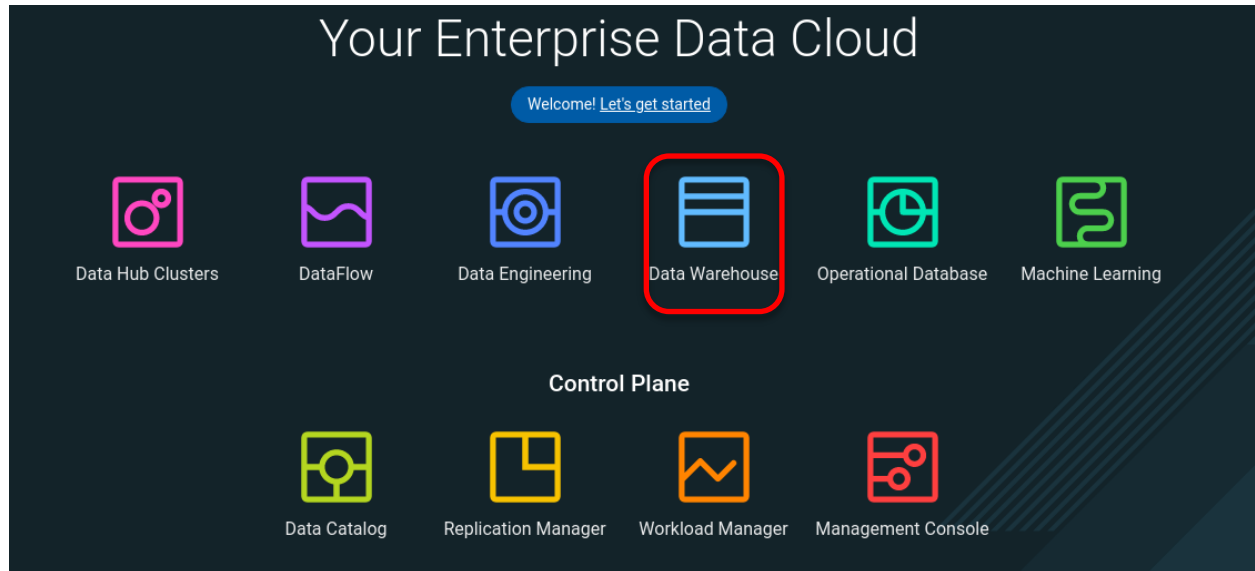 Your Enterprise Data Cloud
Welcome! Let's get started
Data Hub Clusters
DataFlow
Data Engineering
Data Warehouse
Operational Database
Machine Learning
Control Plane
Data Catalog
Replication Manager
Workload Manager
Management Console